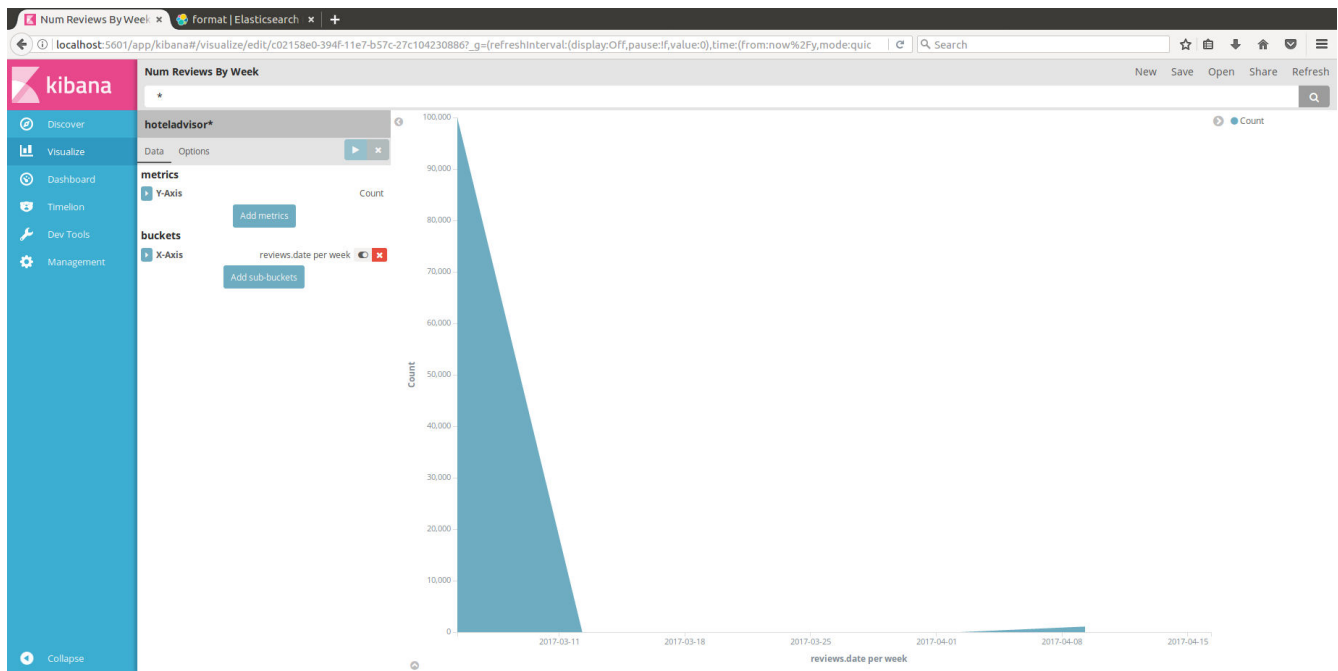 Num Reviews By Week × format | Elasticsearch × +
localhost:5601/app/kibana#/visualize/edit/c02158e0-394f-11e7-b57c-27c104230886?_g=(refreshInterval:(display:Off,pause:!f,value:0),time:(from:now%2Fy,mode:quic Search
kibana
Num Reviews By Week New Save Open Share Refresh
*
Discover
Visualize
Dashboard
Timelion
Dev Tools
Management
Collapse
hoteladvisor*
Data Options
metrics
Y-Axis Count
Add metrics
buckets
X-Axis reviews.date per week
Add sub-buckets
Count
100,000
90,000
80,000
70,000
60,000
50,000
40,000
30,000
20,000
10,000
0
Count
2017-03-11 2017-03-18 2017-03-25 2017-04-01 2017-04-08 2017-04-15
reviews.date per week